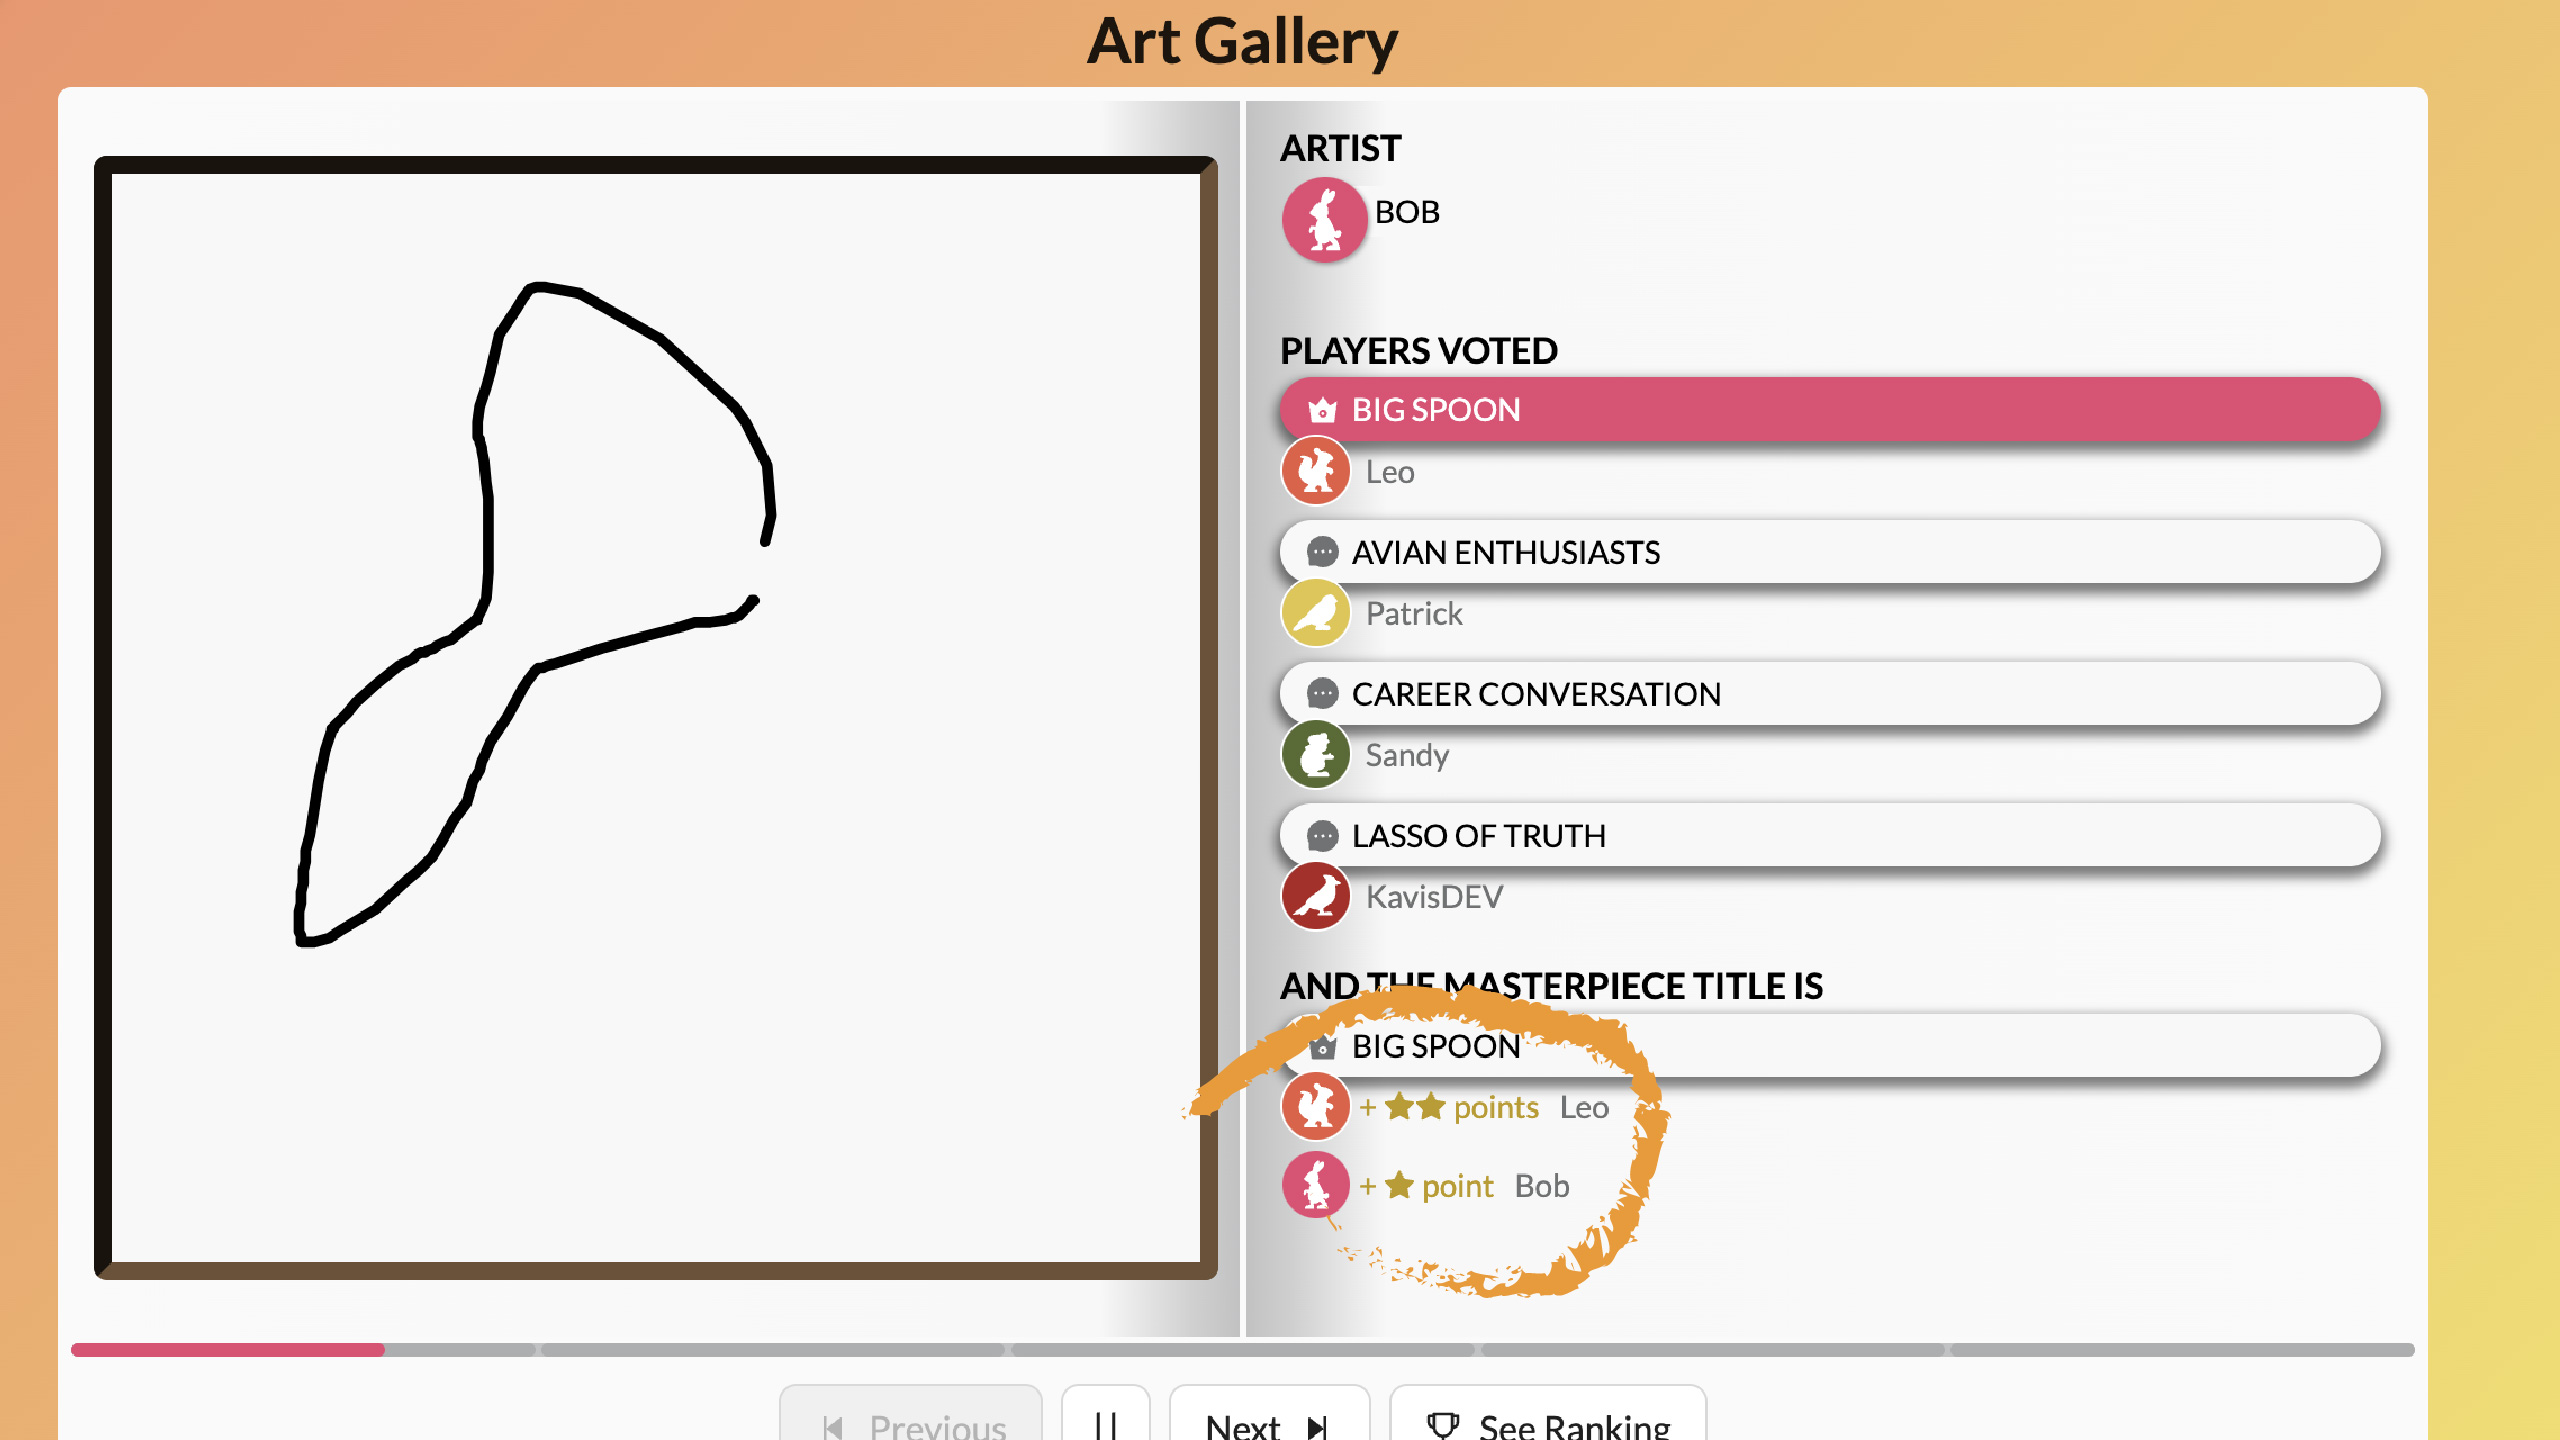 Art Gallery
ARTIST
BOB
PLAYERS VOTED
BIG SPOON
Leo
AVIAN ENTHUSIASTS
Patrick
CAREER CONVERSATION
Sandy
LASSO OF TRUTH
KavisDEV
AND THE MASTERPIECE TITLE IS
BIG SPOON
+ ★★ points Leo
+ ★ point Bob
Previous Next See Ranking